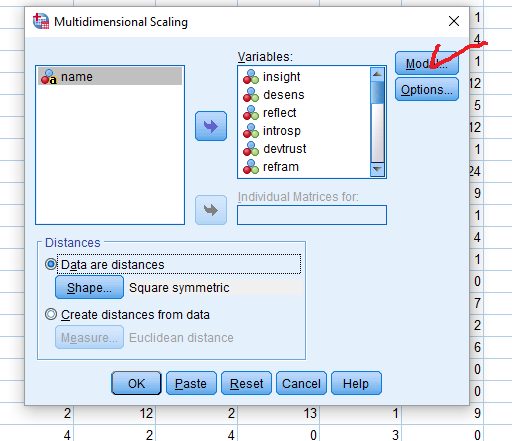 Multidimensional Scaling
1
4
Variables:
name
insight
desens
reflect
introsp
devtrust
refram
Options...
1
12
5
12
1
24
9
Individual Matrices for:
1
4
Distances
Data are distances
1
Shape... Square symmetric
0
7
Create distances from data
2
Measure... Euclidean distance
6
0
OK Paste Reset Cancel Help
0
2 12 2 13 1 9
4 2 4 0 3 0